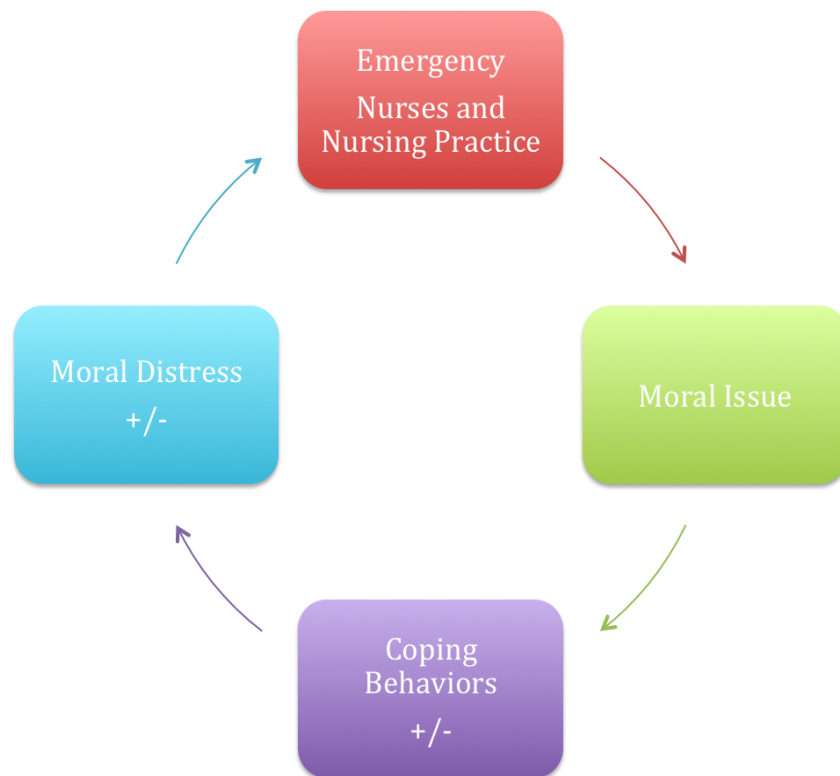 Emergency
Nurses and
Nursing Practice
Moral Distress
+/-
Moral Issue
Coping
Behaviors
+/-